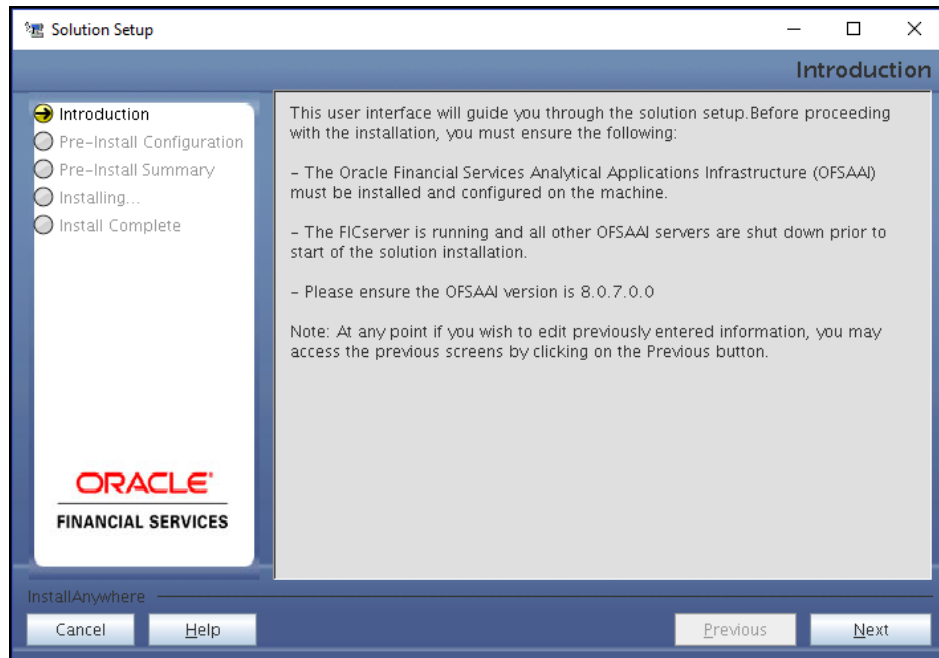 Solution Setup
Introduction
Introduction
Pre-Install Configuration
Pre-Install Summary
Installing...
Install Complete
This user interface will guide you through the solution setup.Before proceeding
with the installation, you must ensure the following:
- The Oracle Financial Services Analytical Applications Infrastructure (OFSAAI)
must be installed and configured on the machine.
- The FICserver is running and all other OFSAAI servers are shut down prior to
start of the solution installation.
- Please ensure the OFSAAI version is 8.0.7.0.0
Note: At any point if you wish to edit previously entered information, you may
access the previous screens by clicking on the Previous button.
ORACLE
FINANCIAL SERVICES
InstallAnywhere
Cancel
Help
Previous
Next